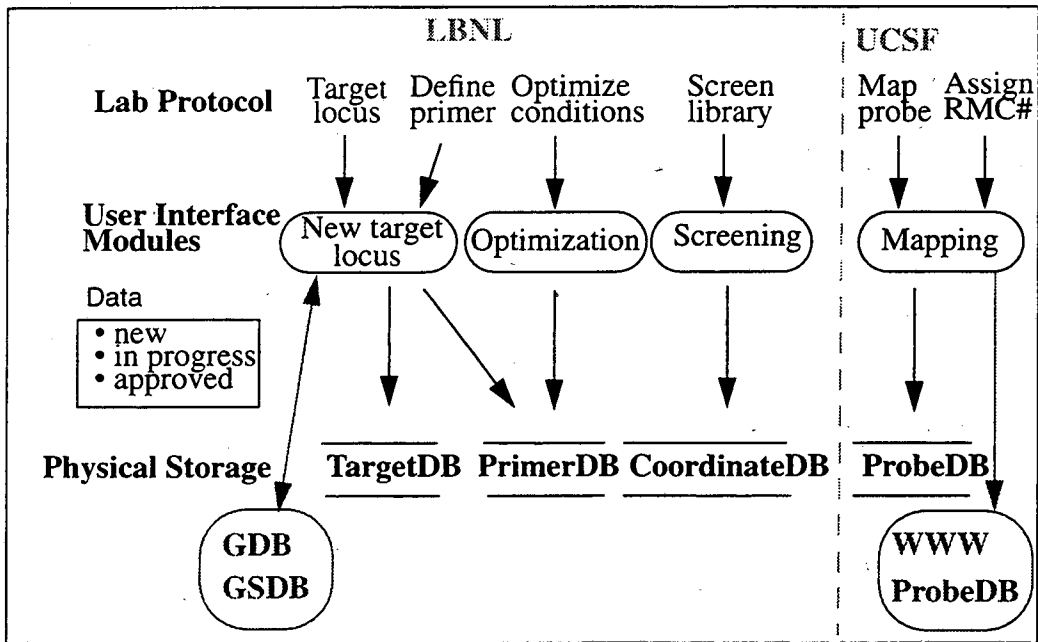 LBNL
UCSF
Lab Protocol
Target
locus
Define
primer
Optimize
conditions
Screen
library
Map
probe
Assign
RMC#
User Interface
Modules
New target
locus
Optimization
Screening
Mapping
Data
• new
• in progress
• approved
Physical Storage
TargetDB
PrimerDB
CoordinateDB
ProbeDB
GDB
GSDB
WWW
ProbeDB